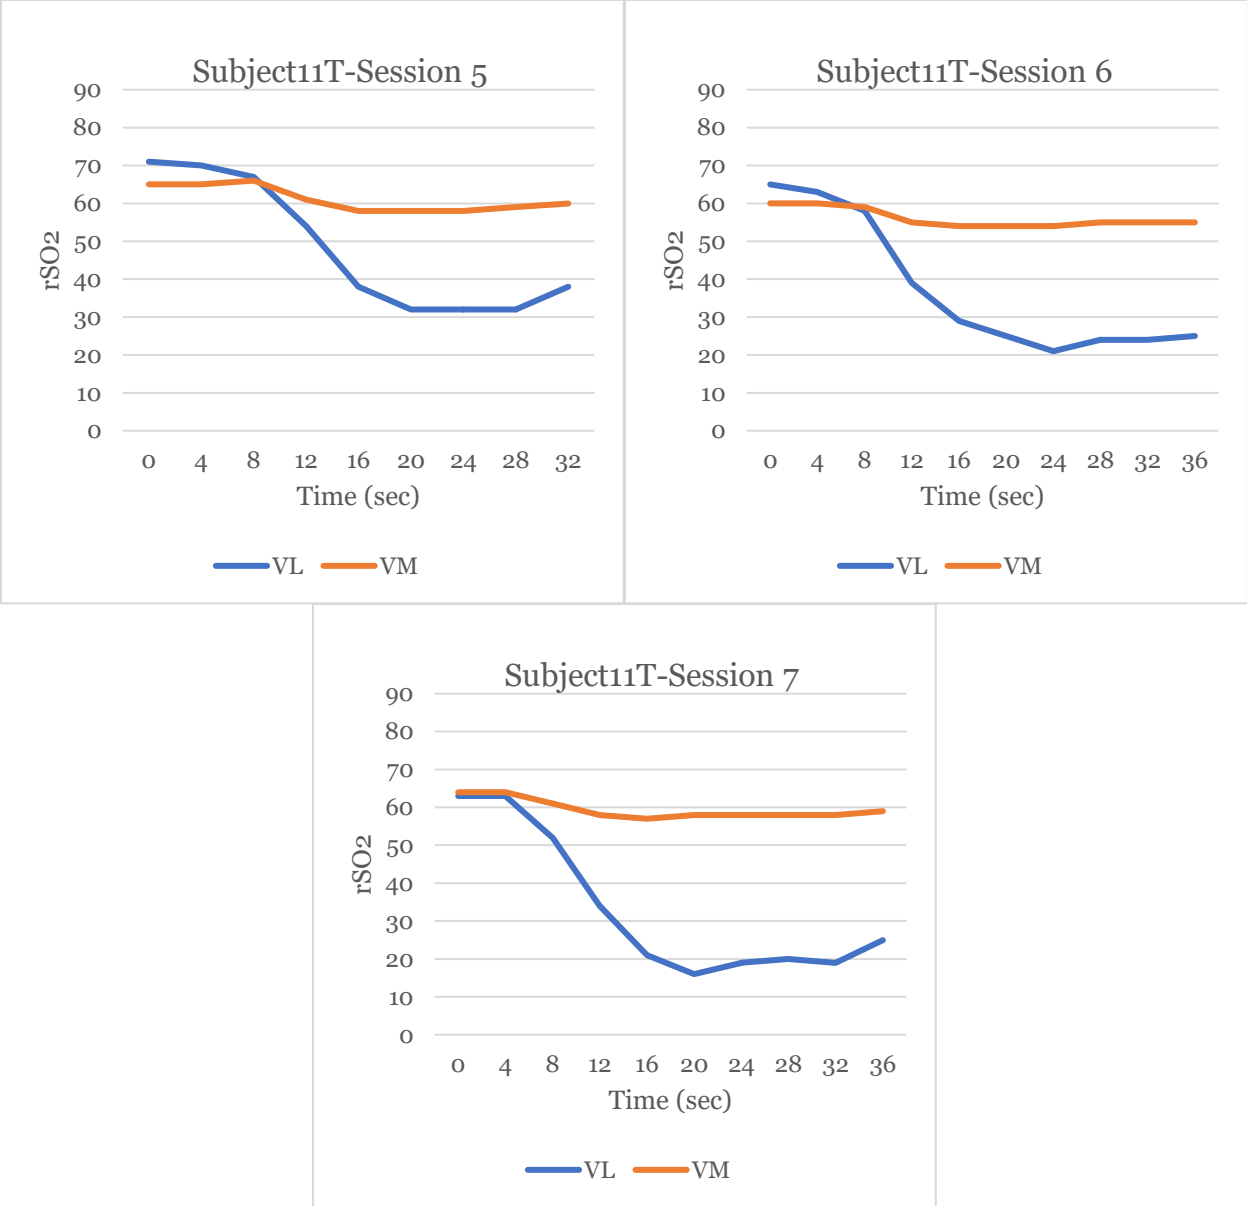 Subject11T-Session 5
90
80
70
60
50
40
30
20
10
0
rSO2
0 4 8 12 16 20 24 28 32
Time (sec)
VL VM
Subject11T-Session 6
90
80
70
60
50
40
30
20
10
0
rSO2
0 4 8 12 16 20 24 28 32 36
Time (sec)
VL VM
Subject11T-Session 7
90
80
70
60
50
40
30
20
10
0
rSO2
0 4 8 12 16 20 24 28 32 36
Time (sec)
VL VM